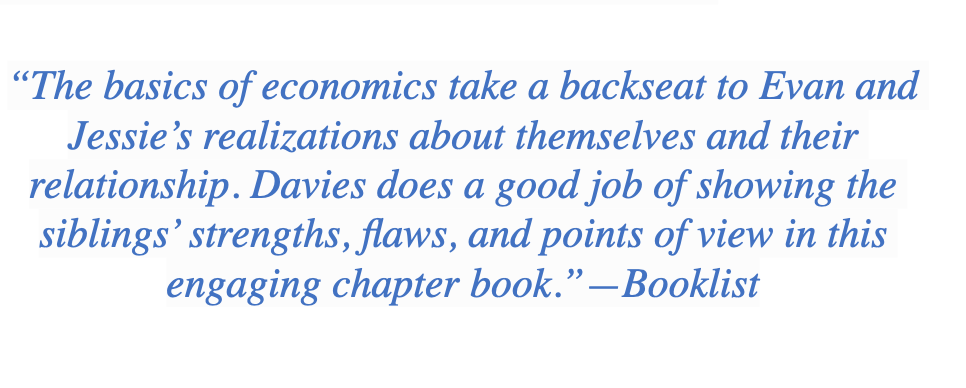 “The basics of economics take a backseat to Evan and
Jessie’s realizations about themselves and their
relationship. Davies does a good job of showing the
siblings’ strengths, flaws, and points of view in this
engaging chapter book.” —Booklist